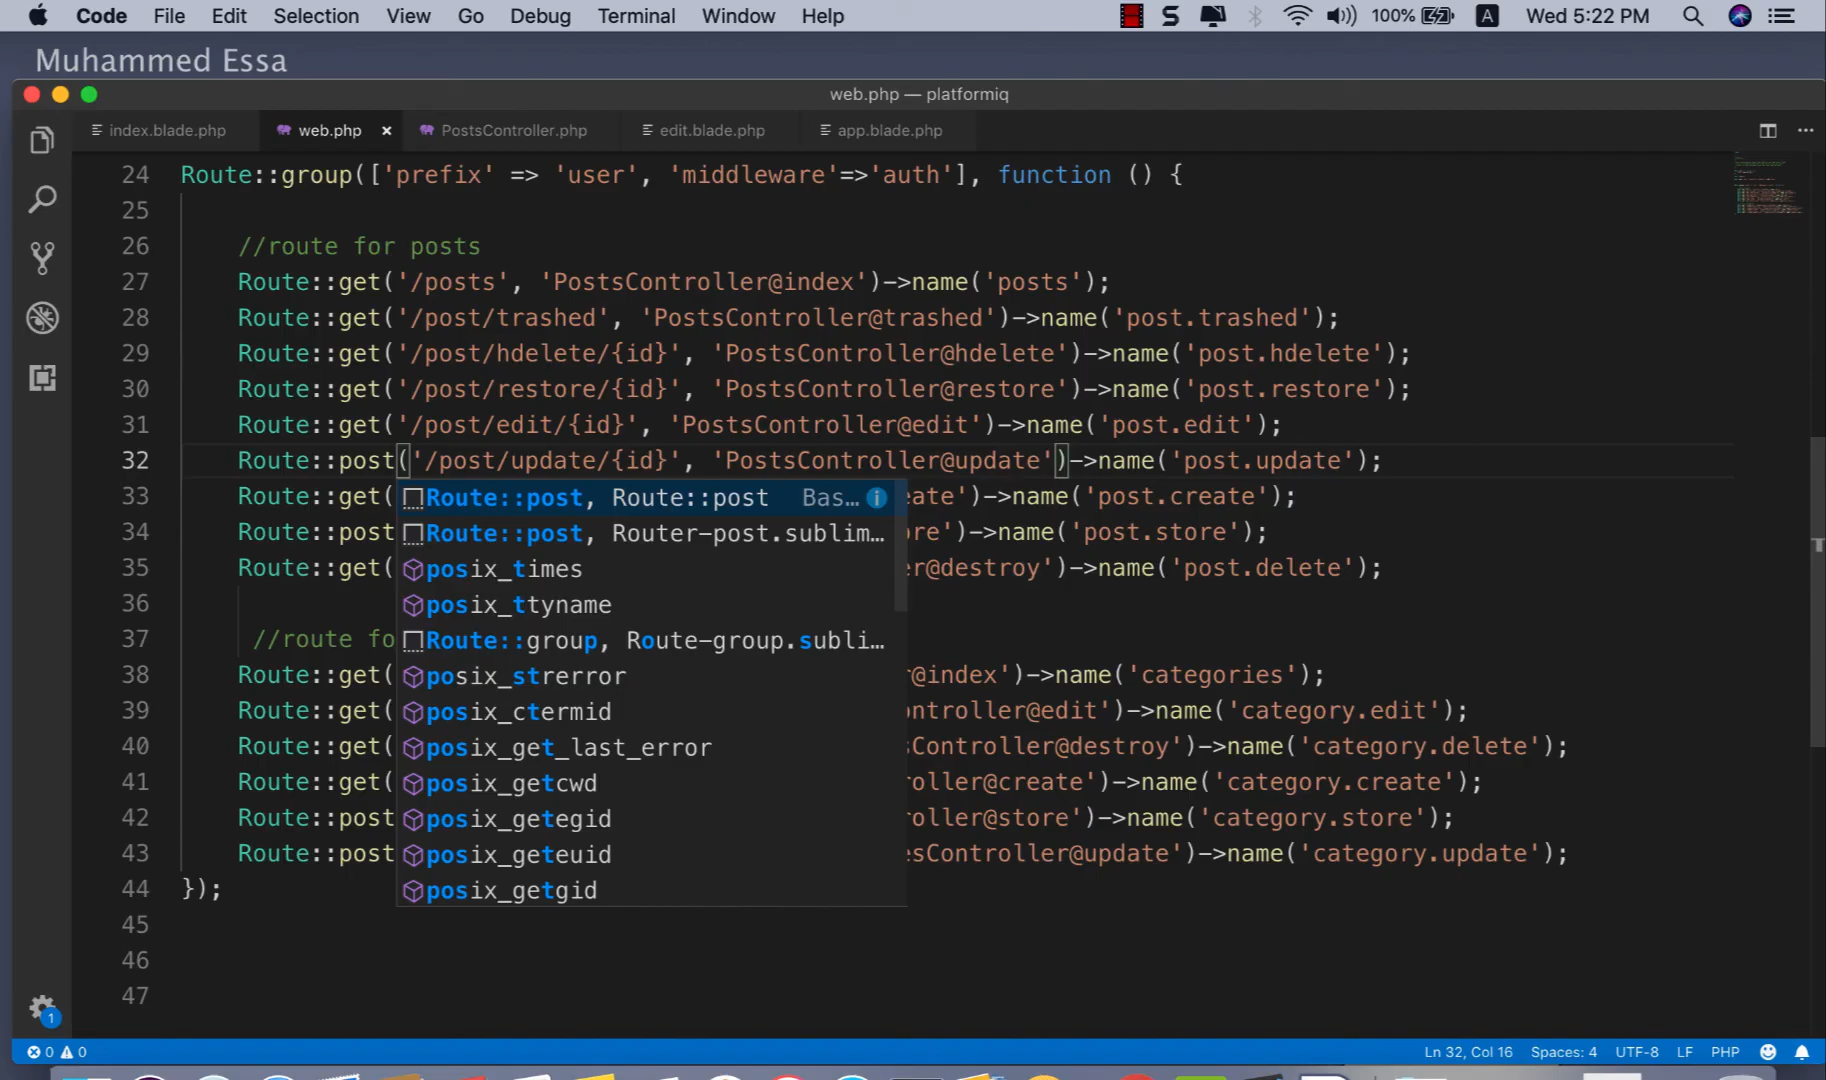 Code File Edit Selection View Go Debug Terminal Window Help S 100% A Wed 5:22 PM
Muhammed Essa
web.php — platformiq
index.blade.php web.php × PostsController.php edit.blade.php app.blade.php
24 Route::group(['prefix' => 'user', 'middleware'=>'auth'], function () {
25
26 //route for posts
27 Route::get('/posts', 'PostsController@index')->name('posts');
28 Route::get('/post/trashed', 'PostsController@trashed')->name('post.trashed');
29 Route::get('/post/hdelete/{id}', 'PostsController@hdelete')->name('post.hdelete');
30 Route::get('/post/restore/{id}', 'PostsController@restore')->name('post.restore');
31 Route::get('/post/edit/{id}', 'PostsController@edit')->name('post.edit');
32 Route::post('/post/update/{id}', 'PostsController@update')->name('post.update');
33 Route::get( Route::post, Route::post Bas… eate')->name('post.create');
34 Route::post Route::post, Router-post.sublim… re')->name('post.store');
35 Route::get( posix_times r@destroy')->name('post.delete');
36 posix_ttyname
37 //route fo Route::group, Route-group.subli…
38 Route::get( posix_strerror @index')->name('categories');
39 Route::get( posix_ctermid ntroller@edit')->name('category.edit');
40 Route::get( posix_get_last_error sController@destroy')->name('category.delete');
41 Route::get( posix_getcwd roller@create')->name('category.create');
42 Route::post posix_getegid roller@store')->name('category.store');
43 Route::post posix_geteuid esController@update')->name('category.update');
44 }); posix_getgid
45
46
47
1
0 0 Ln 32, Col 16 Spaces: 4 UTF-8 LF PHP